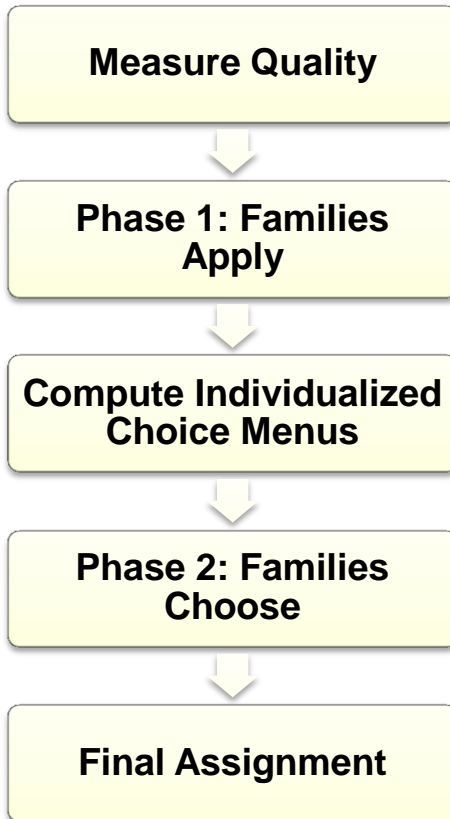 Measure Quality
Phase 1: Families
Apply
Compute Individualized
Choice Menus
Phase 2: Families
Choose
Final Assignment